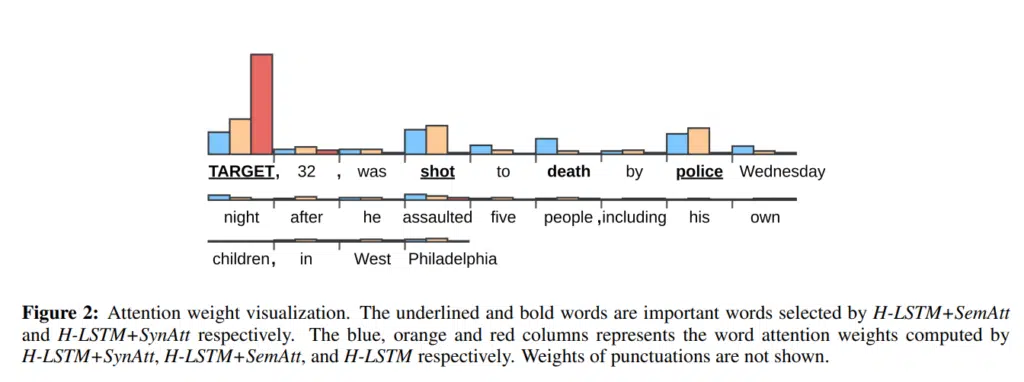 TARGET, 32 , was shot to death by police Wednesday
night after he assaulted five people , including his own
children, in West Philadelphia
Figure 2: Attention weight visualization. The underlined and bold words are important words selected by H-LSTM+SemAtt
and H-LSTM+SynAtt respectively. The blue, orange and red columns represents the word attention weights computed by
H-LSTM+SynAtt, H-LSTM+SemAtt, and H-LSTM respectively. Weights of punctuations are not shown.